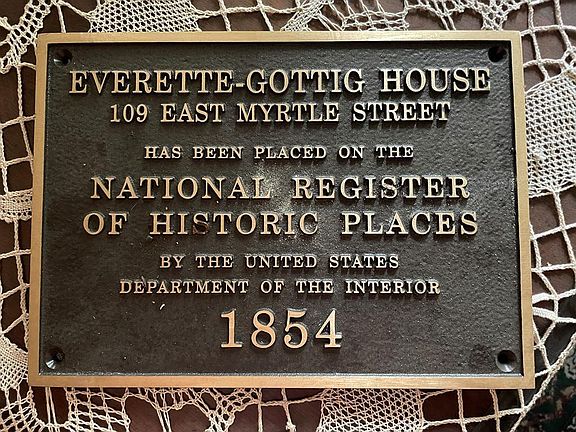 EVERETTE-GOTTIG HOUSE
109 EAST MYRTLE STREET
HAS BEEN PLACED ON THE
NATIONAL REGISTER
OF HISTORIC PLACES
BY THE UNITED STATES
DEPARTMENT OF THE INTERIOR
1854